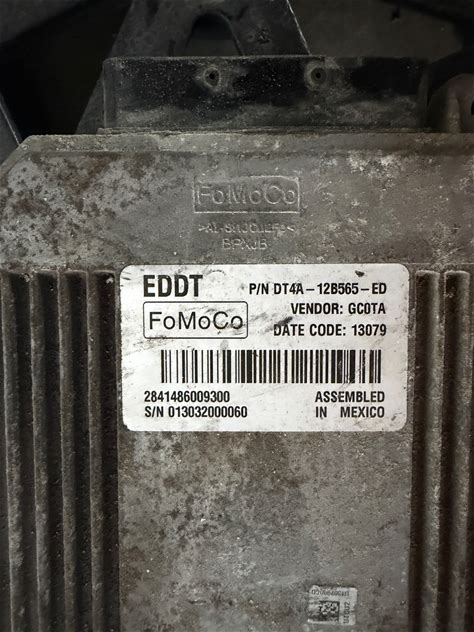 FoMoCo
EDDT P/N DT4A-12B565-ED
VENDOR: GC0TA
FoMoCo
DATE CODE: 13079
2841486009300 ASSEMBLED
S/N 013032000060 IN MEXICO